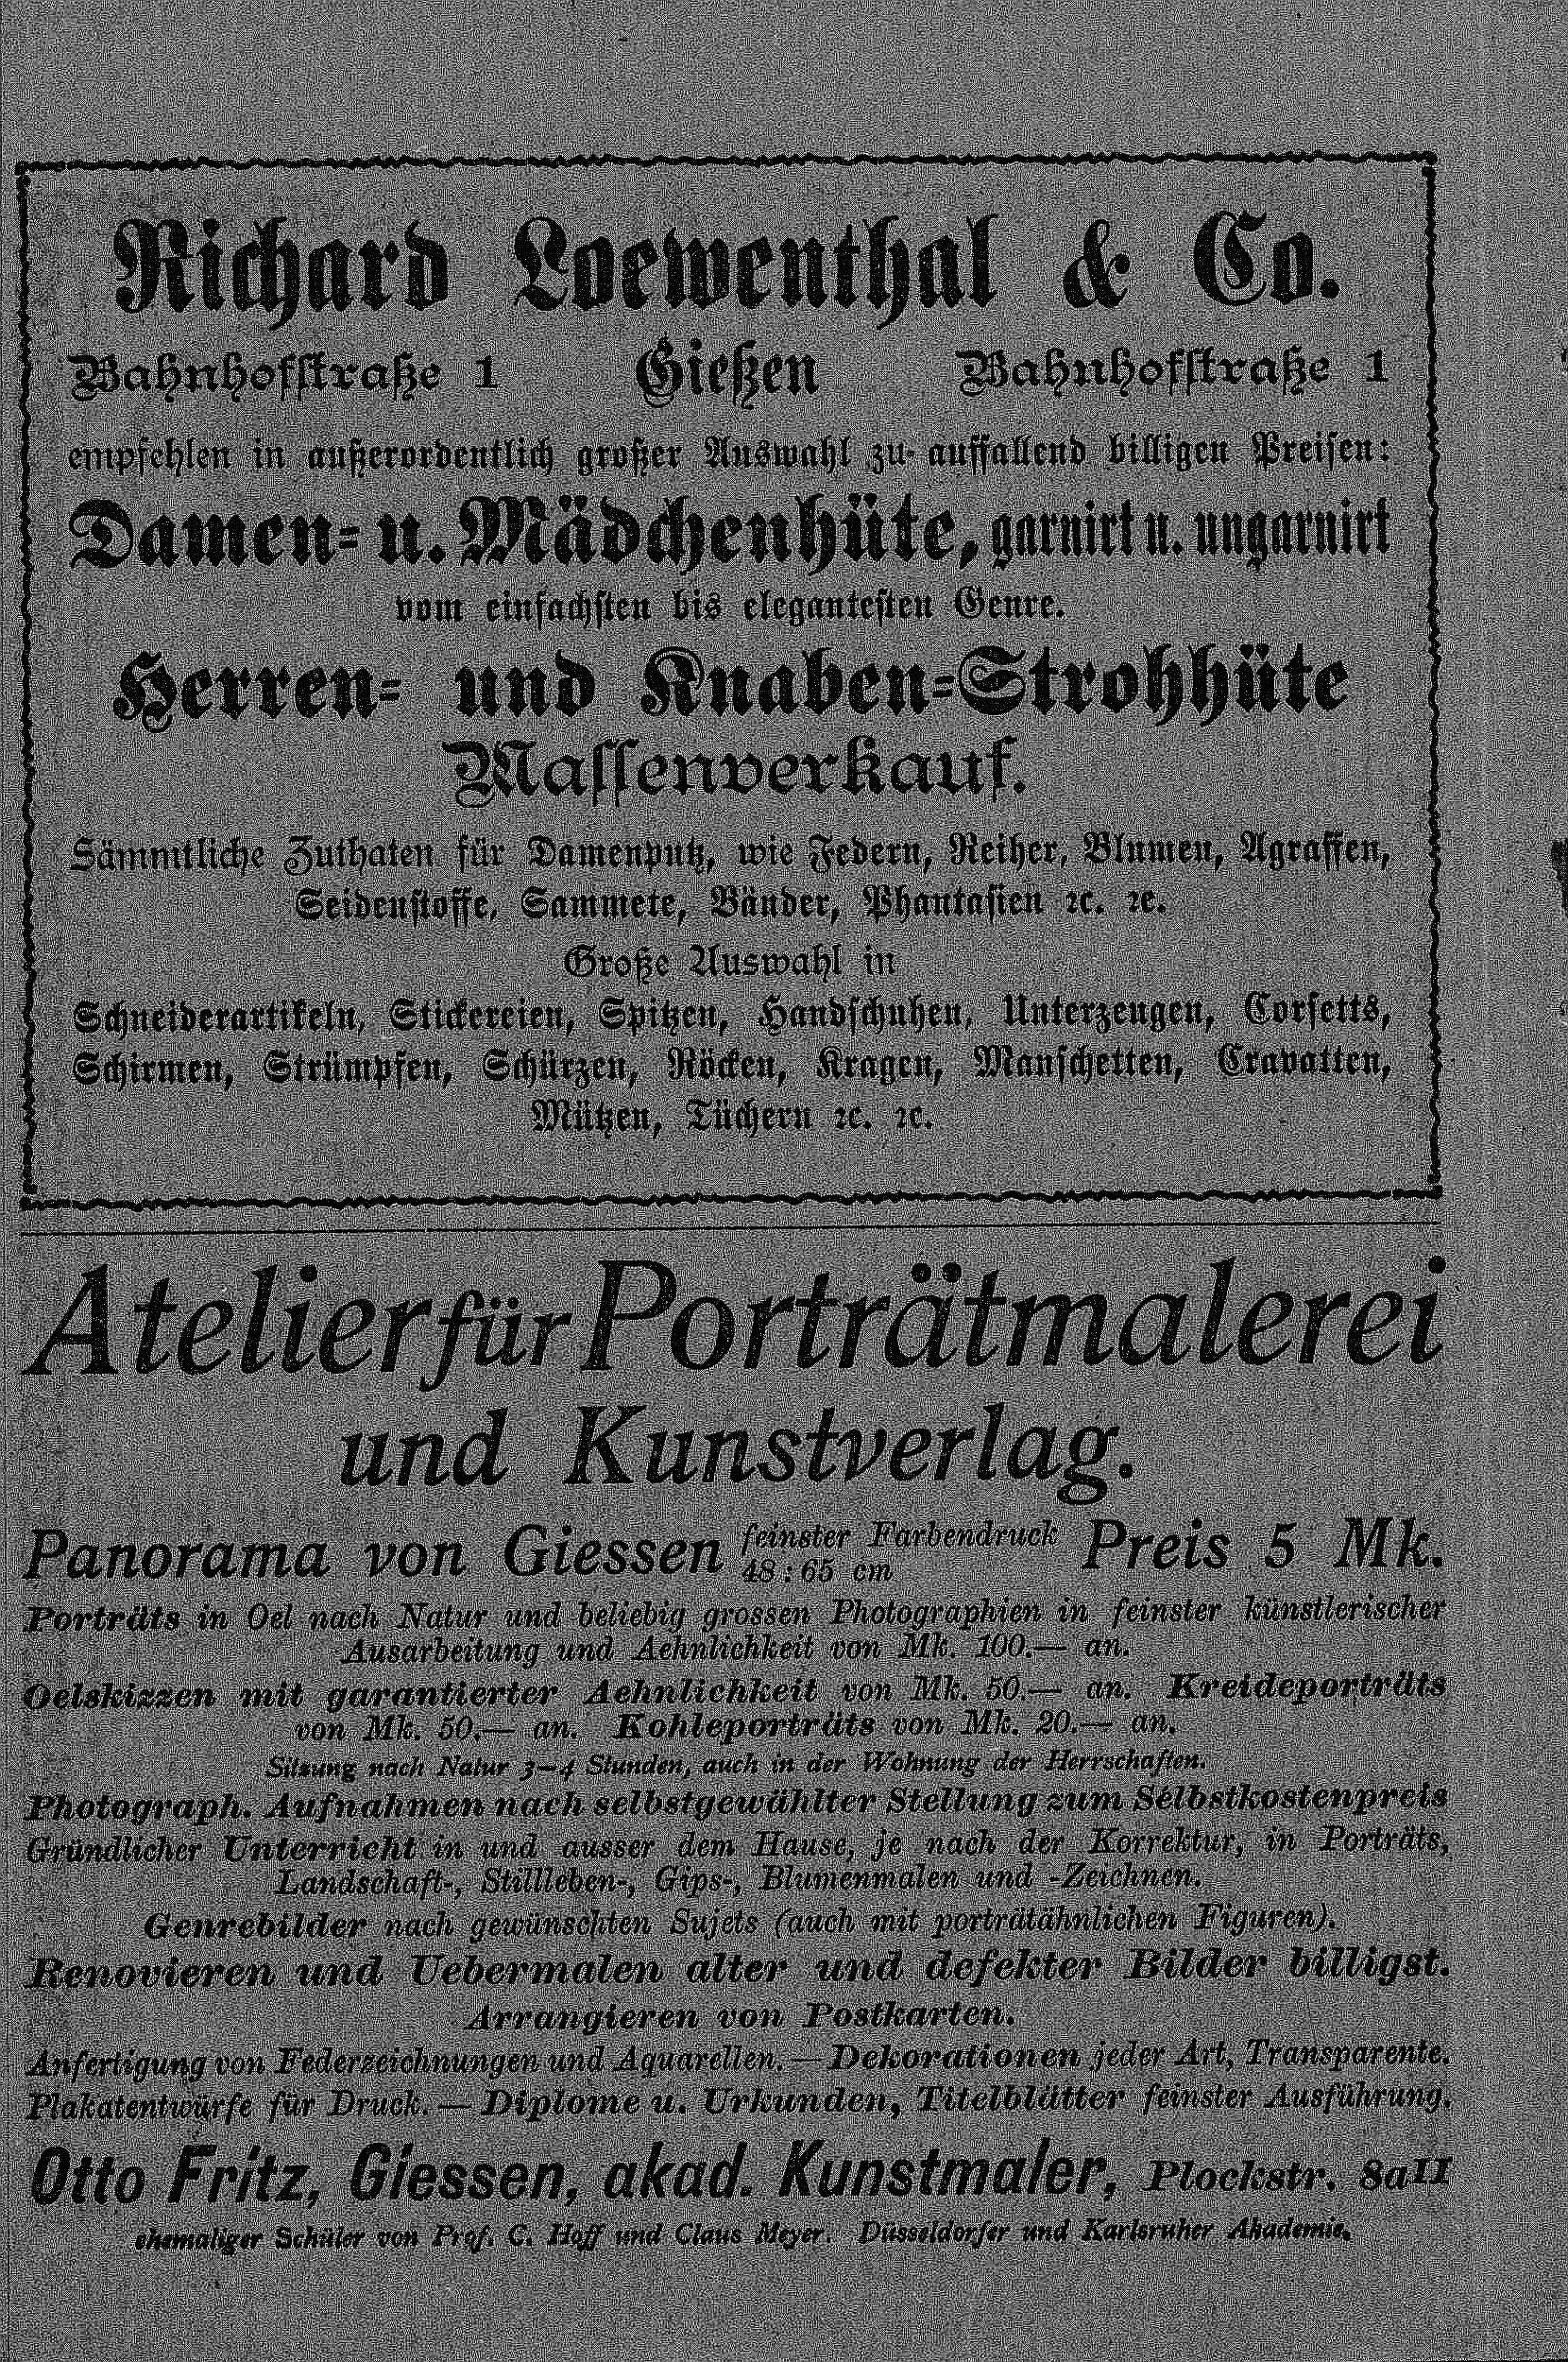 Richard Loewenthal & Co.
Bahnhofstraße 1 Gießen Bahnhofstraße 1
empfehlen in außerordentlich großer Auswahl zu auffallend billigen Preisen:
Damen- u. Mädchenhüte, garnirt u. ungarnirt
vom einfachsten bis elegantesten Genre.
Herren- und Knaben-Strohhüte
Massenverkauf.
Sämmtliche Zuthaten für Damenputz, wie Federn, Reiher, Blumen, Agraffen,
Seidenstoffe, Sammete, Bänder, Phantasien ꝛc. ꝛc.
Große Auswahl in
Schneiderartikeln, Stickereien, Spitzen, Handschuhen, Unterzeugen, Corsetts,
Schirmen, Strümpfen, Schürzen, Röcken, Kragen, Manschetten, Cravatten,
Mützen, Tüchern ꝛc. ꝛc.
Atelier für Porträtmalerei
und Kunstverlag.
Panorama von Giessen feinster Farbendruck 48 : 65 cm Preis 5 Mk.
Porträts in Oel nach Natur und beliebig grossen Photographien in feinster künstlerischer
Ausarbeitung und Aehnlichkeit von Mk. 100.— an.
Oelskizzen mit garantierter Aehnlichkeit von Mk. 50.— an. Kreideporträts
von Mk. 50.— an. Kohleporträts von Mk. 20.— an.
Sitzung nach Natur 3—4 Stunden, auch in der Wohnung der Herrschaften.
Photograph. Aufnahmen nach selbstgewählter Stellung zum Selbstkostenpreis
Gründlicher Unterricht in und ausser dem Hause, je nach der Korrektur, in Porträts,
Landschaft-, Stillleben-, Gips-, Blumenmalen und -Zeichnen.
Genrebilder nach gewünschten Sujets (auch mit porträtähnlichen Figuren).
Renovieren und Uebermalen alter und defekter Bilder billigst.
Arrangieren von Postkarten.
Anfertigung von Federzeichnungen und Aquarellen. — Dekorationen jeder Art, Transparente.
Plakatentwürfe für Druck. — Diplome u. Urkunden, Titelblätter feinster Ausführung.
Otto Fritz, Giessen, akad. Kunstmaler, Plockstr. 8aII
ehemaliger Schüler von Prof. C. Hoff und Claus Meyer. Düsseldorfer und Karlsruher Akademie.